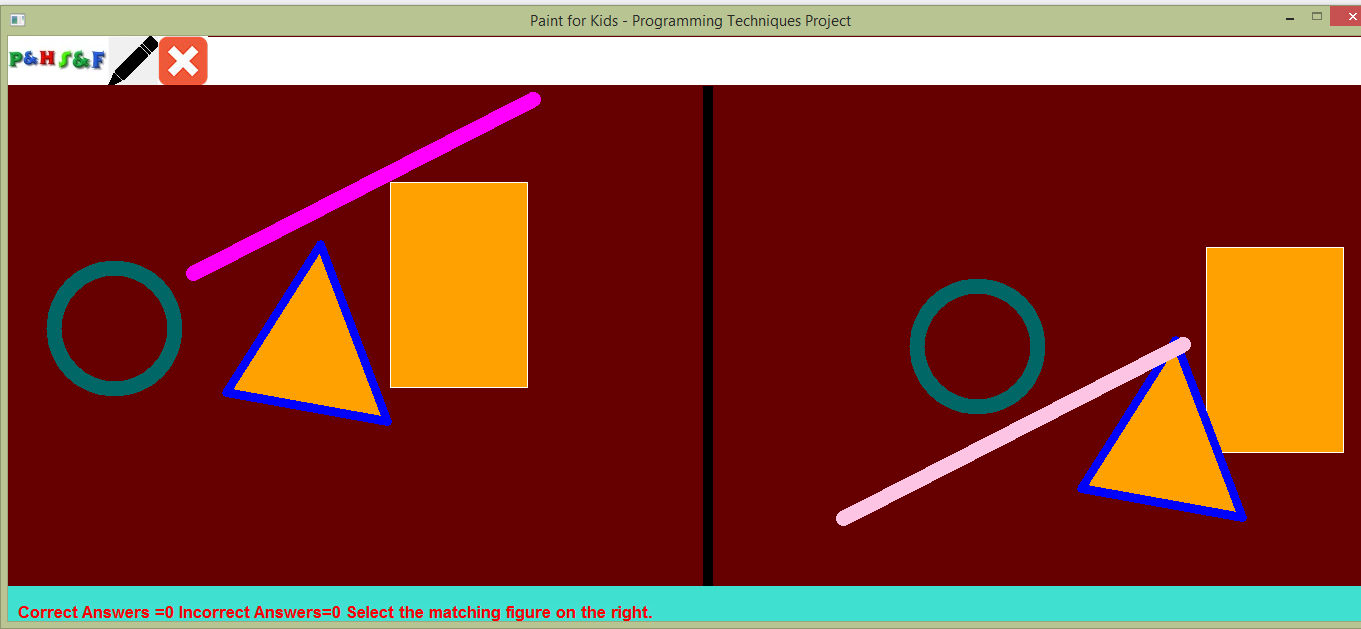 Paint for Kids - Programming Techniques Project
P&H S&F
Correct Answers =0 Incorrect Answers=0 Select the matching figure on the right.